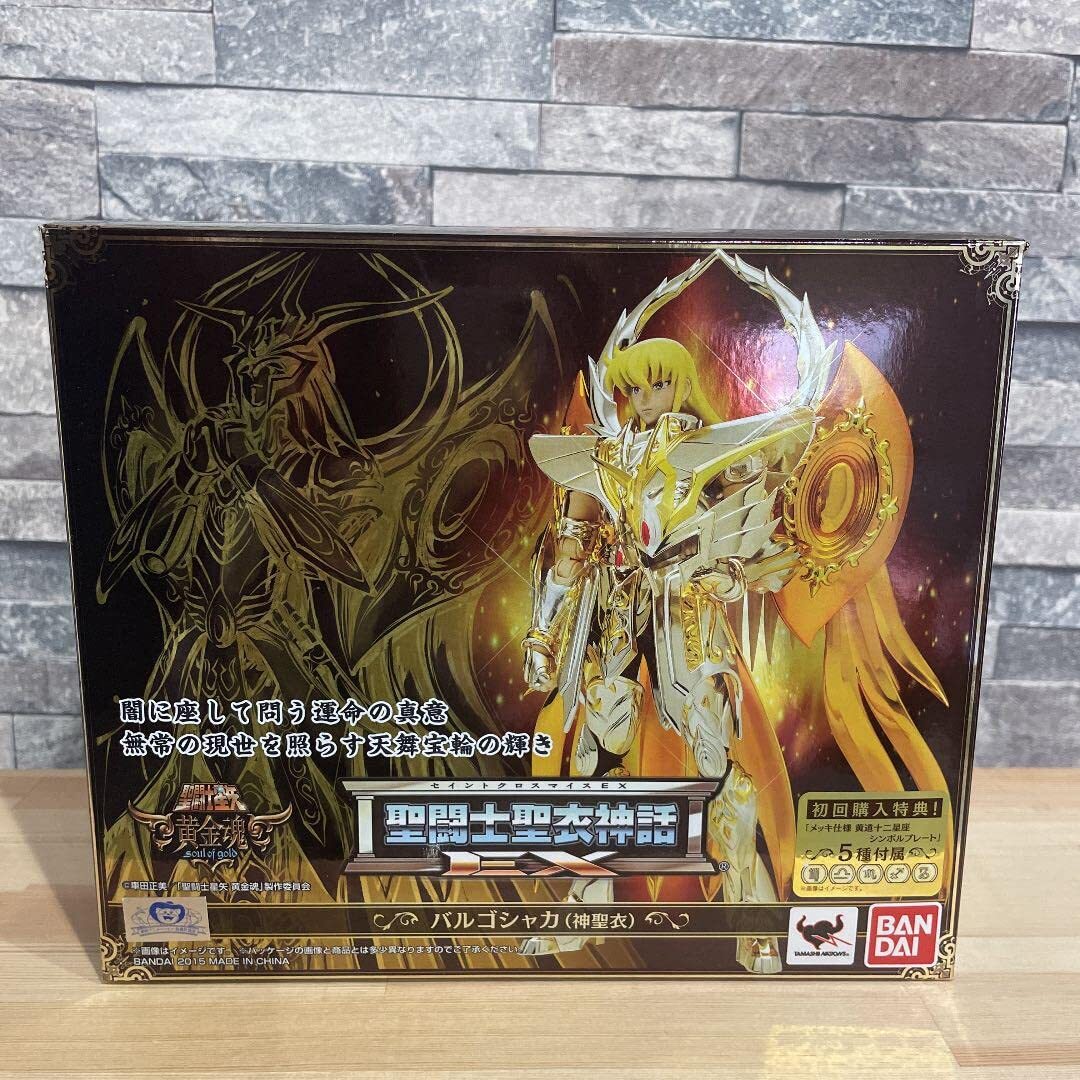 闇に座して問う運命の真意
無常の現世を照らす天舞宝輪の輝き
聖闘士星矢
黄金魂
soul of gold
©車田正美/「聖闘士星矢 黄金魂」製作委員会
セイントクロスマイスEX
聖闘士聖衣神話
EX
®
バルゴシャカ(神聖衣)
初回購入特典!
「メッキ仕様 黄道十二星座
シンボルプレート」
5種付属
※画像はイメージです。
※画像はイメージです ※パッケージの画像と商品とは多少異なりますのでご了承ください。
BANDAI 2015 MADE IN CHINA
TAMASHII NATIONS
BAN
DAI